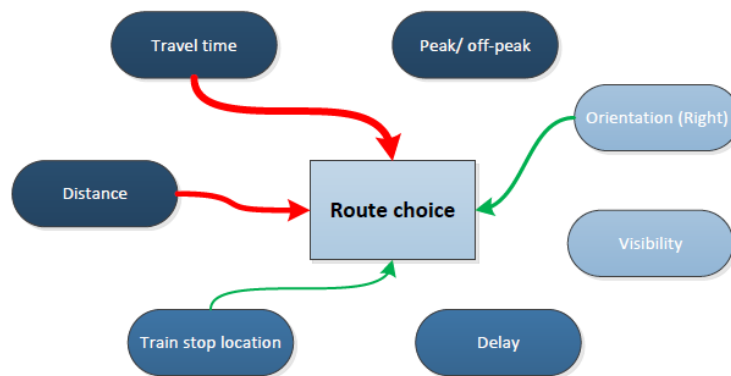 Travel time
Peak/ off-peak
Orientation (Right)
Distance
Route choice
Visibility
Train stop location
Delay